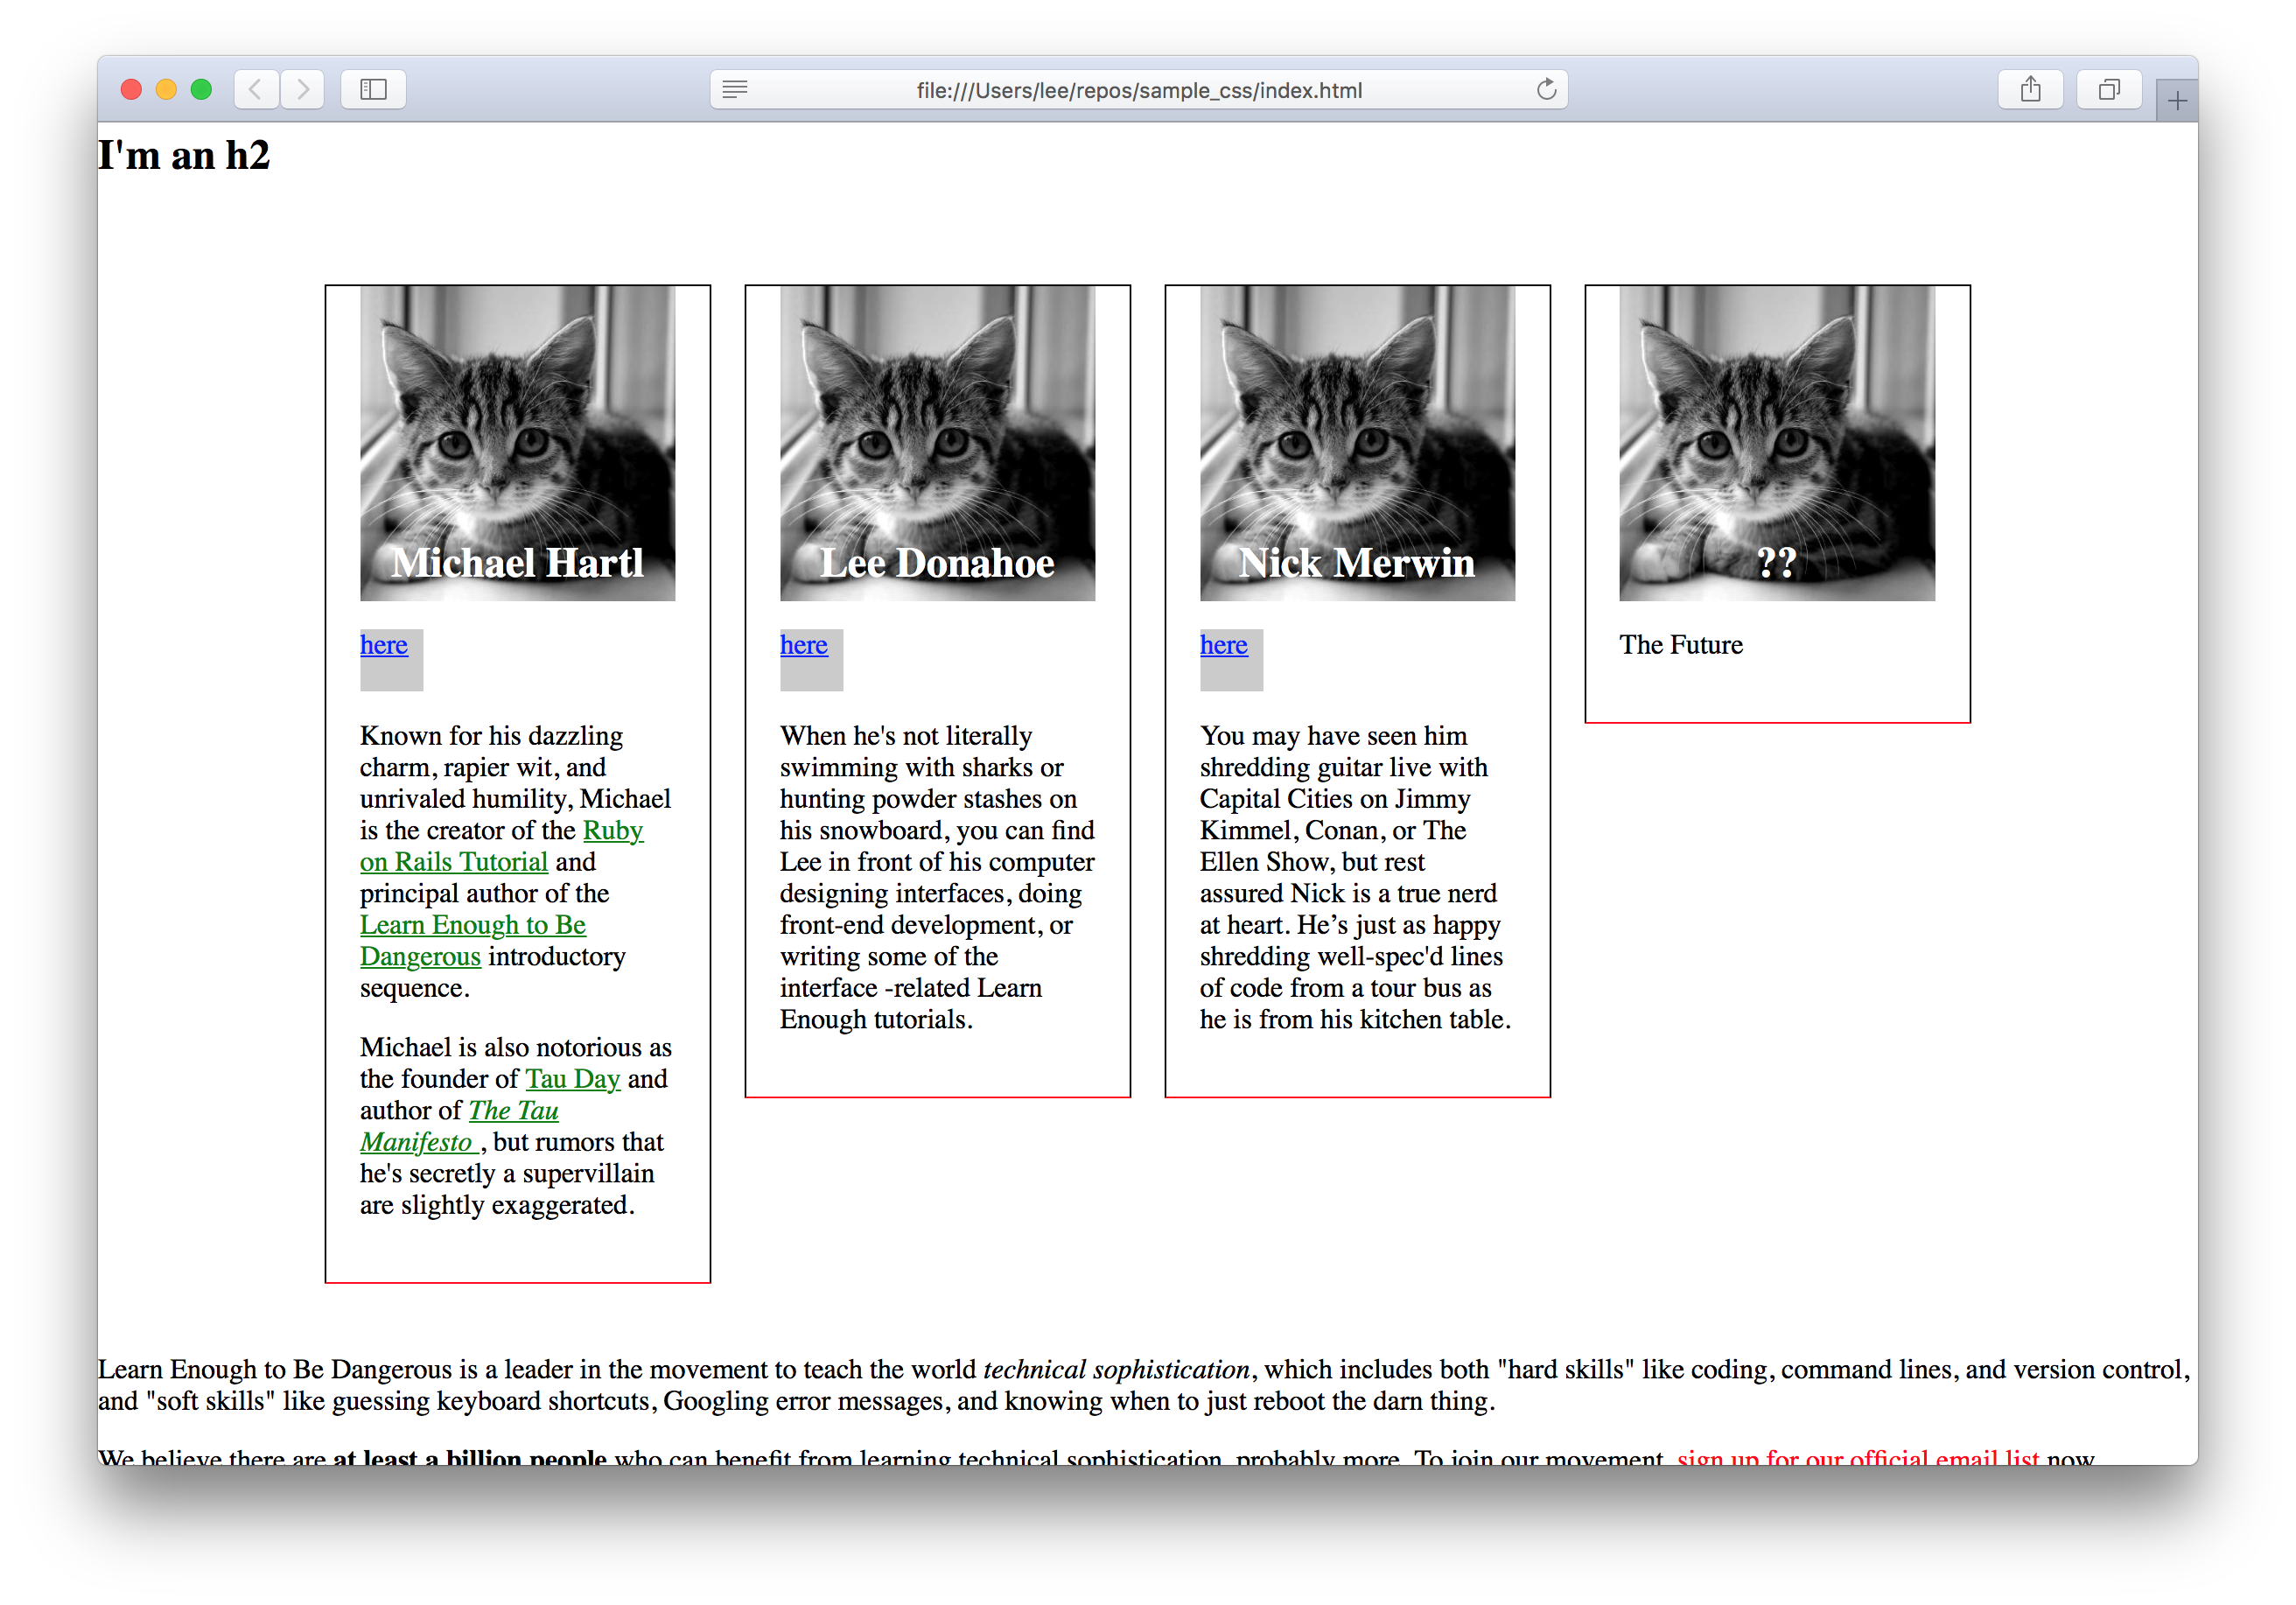 file:///Users/lee/repos/sample_css/index.html
I'm an h2
Michael Hartl
here
Known for his dazzling
charm, rapier wit, and
unrivaled humility, Michael
is the creator of the Ruby
on Rails Tutorial and
principal author of the
Learn Enough to Be
Dangerous introductory
sequence.
Michael is also notorious as
the founder of Tau Day and
author of The Tau
Manifesto , but rumors that
he's secretly a supervillain
are slightly exaggerated.
Lee Donahoe
here
When he's not literally
swimming with sharks or
hunting powder stashes on
his snowboard, you can find
Lee in front of his computer
designing interfaces, doing
front-end development, or
writing some of the
interface -related Learn
Enough tutorials.
Nick Merwin
here
You may have seen him
shredding guitar live with
Capital Cities on Jimmy
Kimmel, Conan, or The
Ellen Show, but rest
assured Nick is a true nerd
at heart. He’s just as happy
shredding well-spec'd lines
of code from a tour bus as
he is from his kitchen table.
??
The Future
Learn Enough to Be Dangerous is a leader in the movement to teach the world technical sophistication, which includes both "hard skills" like coding, command lines, and version control,
and "soft skills" like guessing keyboard shortcuts, Googling error messages, and knowing when to just reboot the darn thing.
We believe there are at least a billion people who can benefit from learning technical sophistication, probably more. To join our movement, sign up for our official email list now.